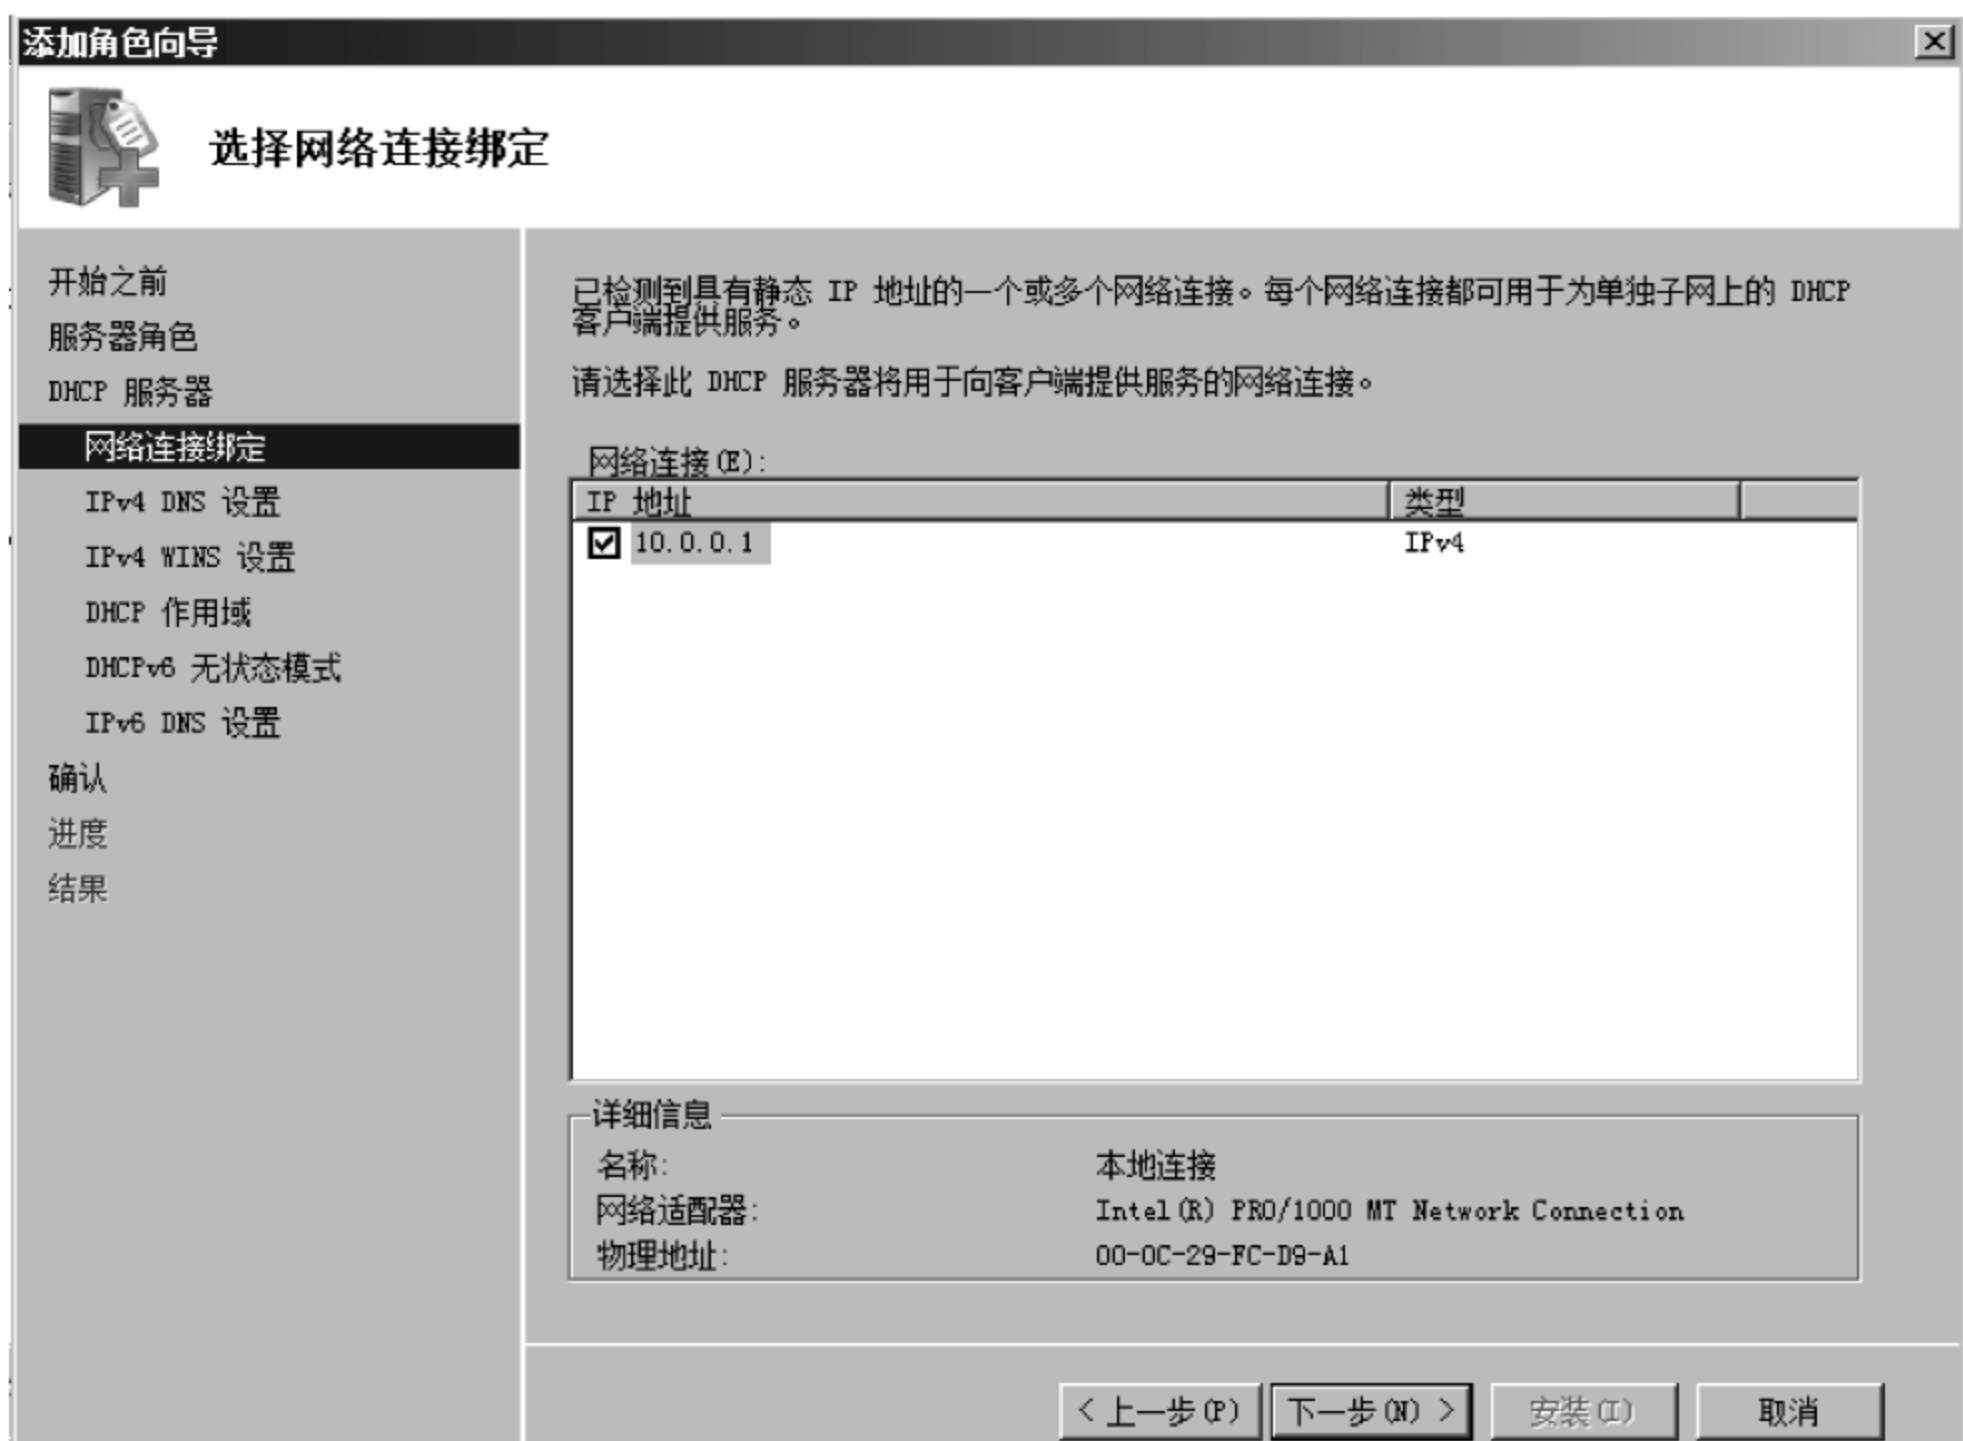 添加角色向导
选择网络连接绑定
开始之前
服务器角色
DHCP 服务器
网络连接绑定
IPv4 DNS 设置
IPv4 WINS 设置
DHCP 作用域
DHCPv6 无状态模式
IPv6 DNS 设置
确认
进度
结果
已检测到具有静态 IP 地址的一个或多个网络连接。每个网络连接都可用于为单独子网上的 DHCP
客户端提供服务。
请选择此 DHCP 服务器将用于向客户端提供服务的网络连接。
网络连接(E):
IP 地址 类型
10.0.0.1 IPv4
详细信息
名称: 本地连接
网络适配器: Intel(R) PRO/1000 MT Network Connection
物理地址: 00-0C-29-FC-D9-A1
< 上一步(P) 下一步(N) > 安装(I) 取消